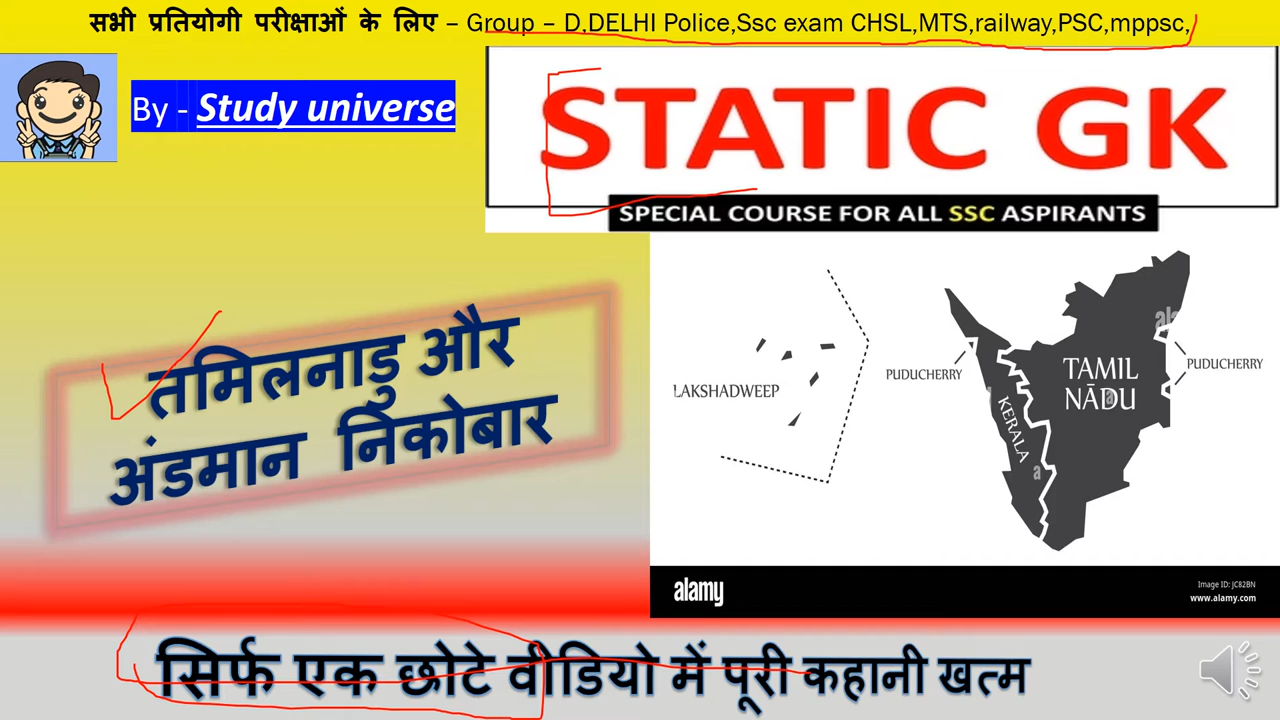 सभी प्रतियोगी परीक्षाओं के लिए – Group – D,DELHI Police,Ssc exam CHSL,MTS,railway,PSC,mppsc,
By - Study universe
STATIC GK
SPECIAL COURSE FOR ALL SSC ASPIRANTS
तमिलनाडु और
अंडमान निकोबार
LAKSHADWEEP
PUDUCHERRY
KERALA
TAMIL
NĀDU
PUDUCHERRY
alamy
a
a
alamy
Image ID: JC82BN
www.alamy.com
सिर्फ एक छोटे वीडियो में पूरी कहानी खत्म